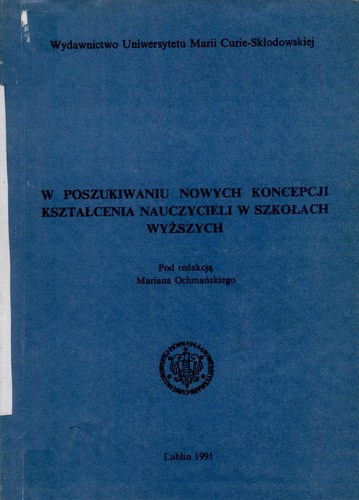 Wydawnictwo Uniwersytetu Marii Curie-Skłodowskiej
W POSZUKIWANIU NOWYCH KONCEPCJI
KSZTAŁCENIA NAUCZYCIELI W SZKOŁACH
WYŻSZYCH
Pod redakcją
Mariana Ochmańskiego
Lublin 1991